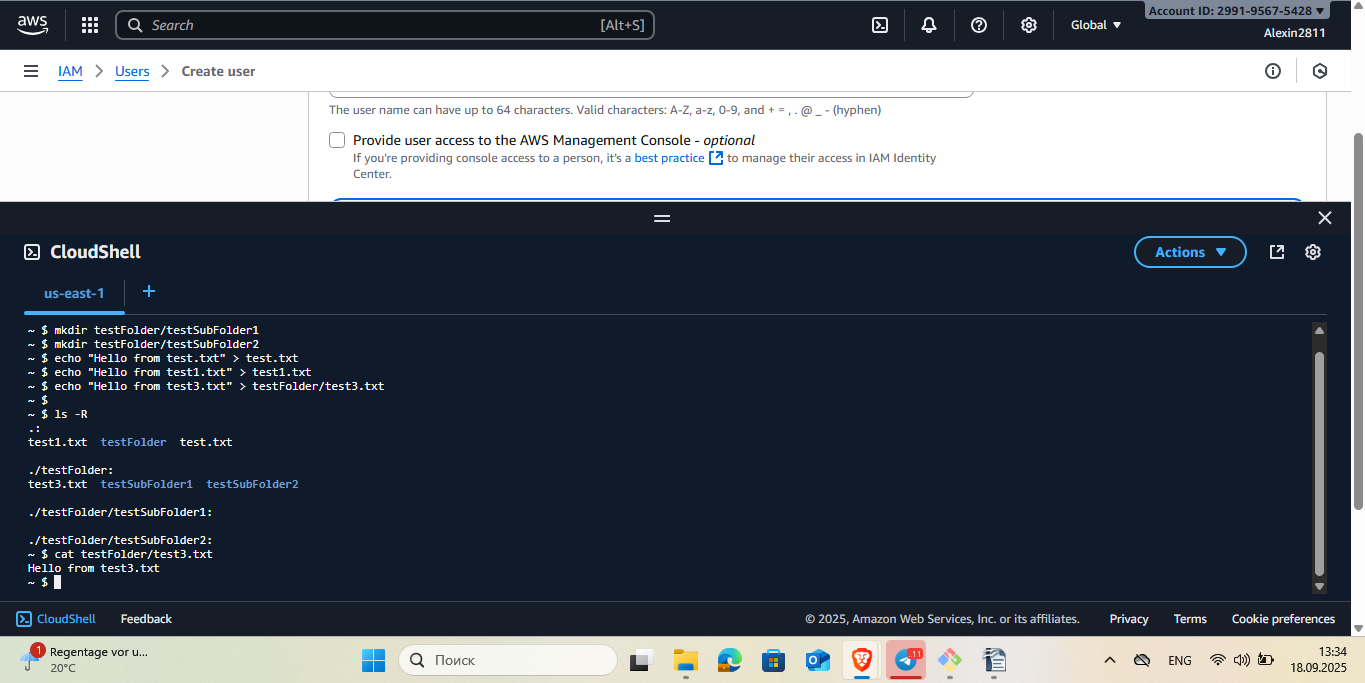 aws
Search
[Alt+S]
Global
Account ID: 2991-9567-5428
Alexin2811
IAM
Users
Create user
The user name can have up to 64 characters. Valid characters: A-Z, a-z, 0-9, and + = , . @ _ - (hyphen)
Provide user access to the AWS Management Console - optional
If you're providing console access to a person, it's a best practice to manage their access in IAM Identity
Center.
CloudShell
Actions
us-east-1
+
~ $ mkdir testFolder/testSubFolder1
~ $ mkdir testFolder/testSubFolder2
~ $ echo "Hello from test.txt" > test.txt
~ $ echo "Hello from test1.txt" > test1.txt
~ $ echo "Hello from test3.txt" > testFolder/test3.txt
~ $
~ $ ls -R
.:
test1.txt  testFolder  test.txt
./testFolder:
test3.txt  testSubFolder1  testSubFolder2
./testFolder/testSubFolder1:
./testFolder/testSubFolder2:
~ $ cat testFolder/test3.txt
Hello from test3.txt
~ $
CloudShell
Feedback
© 2025, Amazon Web Services, Inc. or its affiliates.
Privacy
Terms
Cookie preferences
1
Regentage vor u...
20°C
Поиск
11
ENG
13:34
18.09.2025